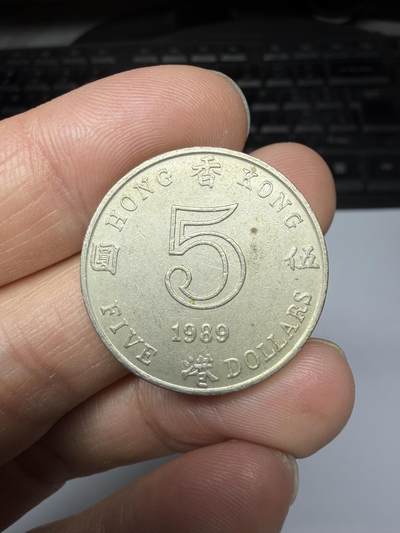 HONG 香 KONG
圓 5 伍
1989
FIVE 港 DOLLARS